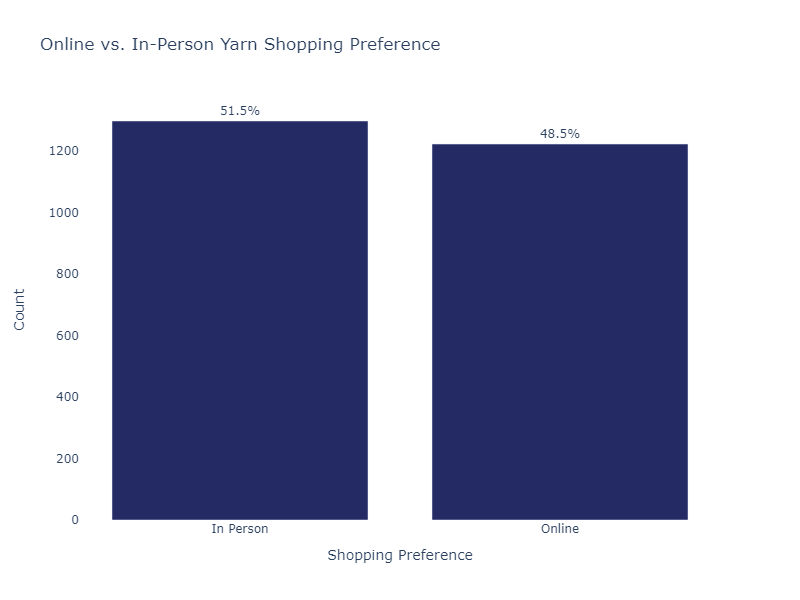 Online vs. In-Person Yarn Shopping Preference
51.5%
48.5%
1200
1000
800
600
400
200
0
Count
In Person
Online
Shopping Preference